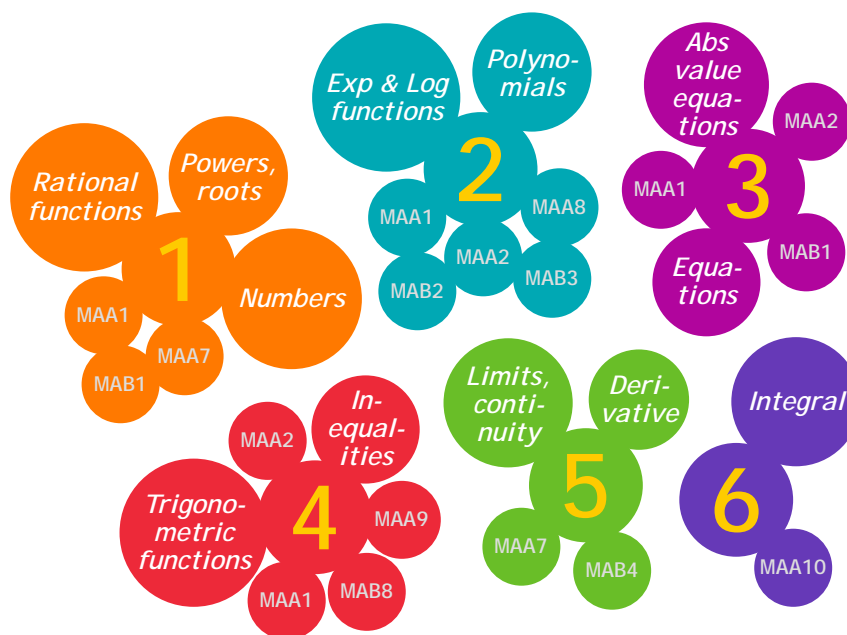 Rational
functions
Powers,
roots
1
Numbers
MAA1
MAB1
MAA7
Exp & Log
functions
Polyno-
mials
2
MAA1
MAB2
MAA2
MAB3
MAA8
Abs
value
equa-
tions
MAA2
MAA1
3
MAB1
Equa-
tions
MAA2
In-
equal-
ities
Trigono-
metric
functions
4
MAA9
MAA1
MAB8
Limits,
conti-
nuity
Deri-
vative
5
MAA7
MAB4
Integral
6
MAA10